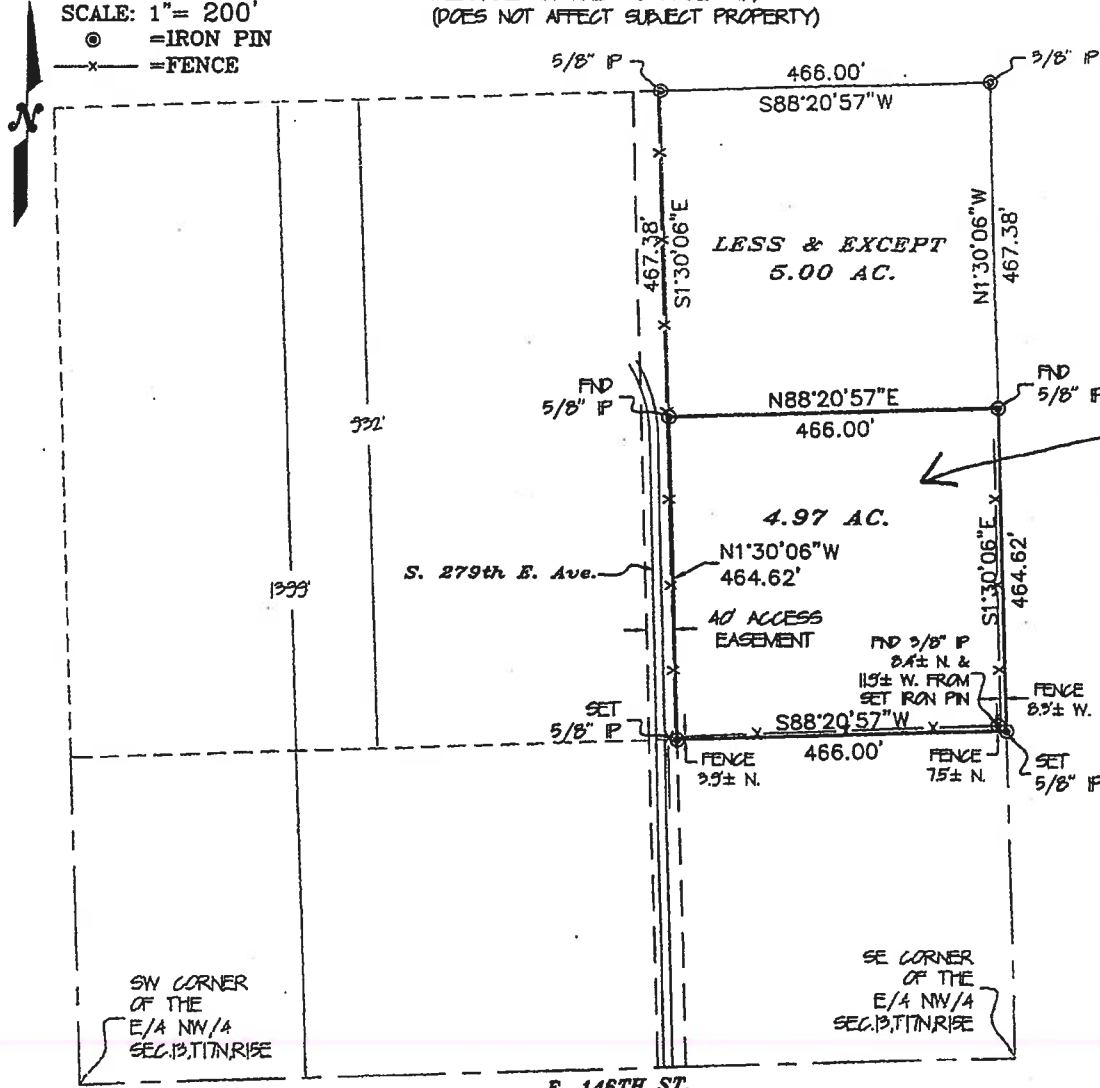 SCALE: 1"= 200'
=IRON PIN
=FENCE
N
(DOES NOT AFFECT SUBJECT PROPERTY)
5/8" IP
466.00'
S88°20'57"W
3/8" IP
467.38'
S1°30'06"E
LESS & EXCEPT
5.00 AC.
N1°30'06"W
467.38'
932'
1399'
FND
5/8" IP
N88°20'57"E
466.00'
FND
5/8" IP
4.97 AC.
N1°30'06"W
464.62'
S. 279th E. Ave.
40' ACCESS
EASEMENT
S1°30'06"E
464.62'
FND 3/8" IP
8.4'± N. &
11.9'± W. FROM
SET IRON PIN
FENCE
8.9'± W.
SET
5/8" IP
S88°20'57"W
466.00'
FENCE
3.9'± N.
FENCE
7.5'± N.
SET
5/8" IP
SW CORNER
OF THE
E/4 NW/4
SEC.13,T17N,R15E
SE CORNER
OF THE
E/4 NW/4
SEC.13,T17N,R15E
E. 146TH ST.